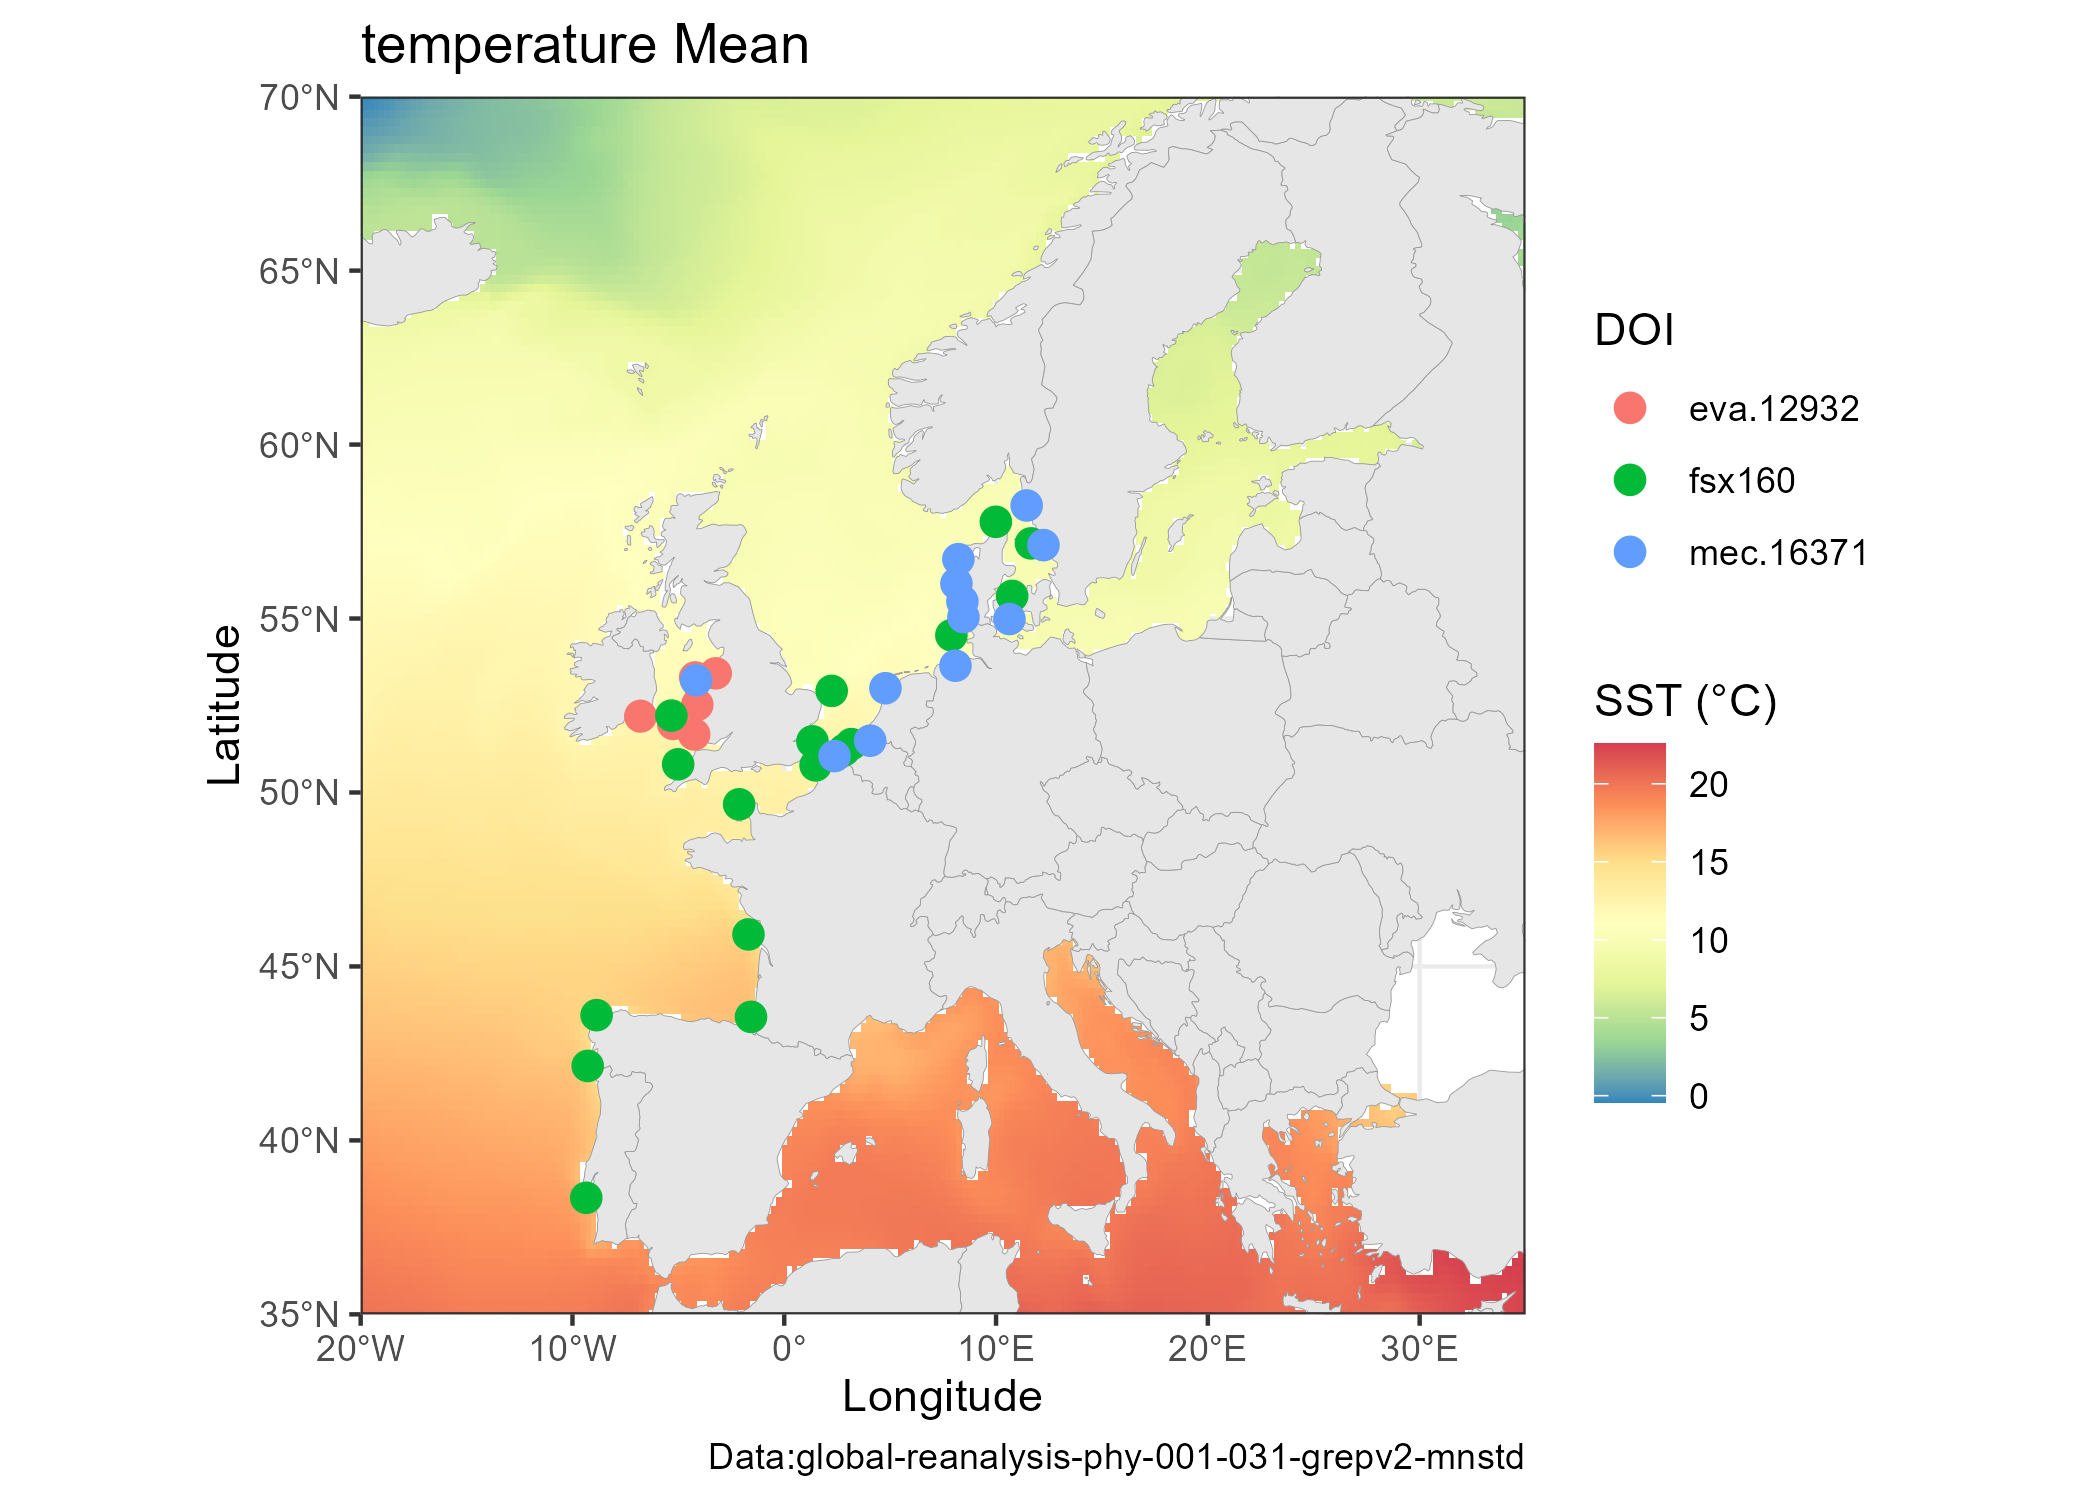 temperature Mean
70°N
65°N
60°N
55°N
50°N
45°N
40°N
35°N
Latitude
20°W
10°W
0°
10°E
20°E
30°E
Longitude
Data:global-reanalysis-phy-001-031-grepv2-mnstd
DOI
eva.12932
fsx160
mec.16371
SST (°C)
20
15
10
5
0